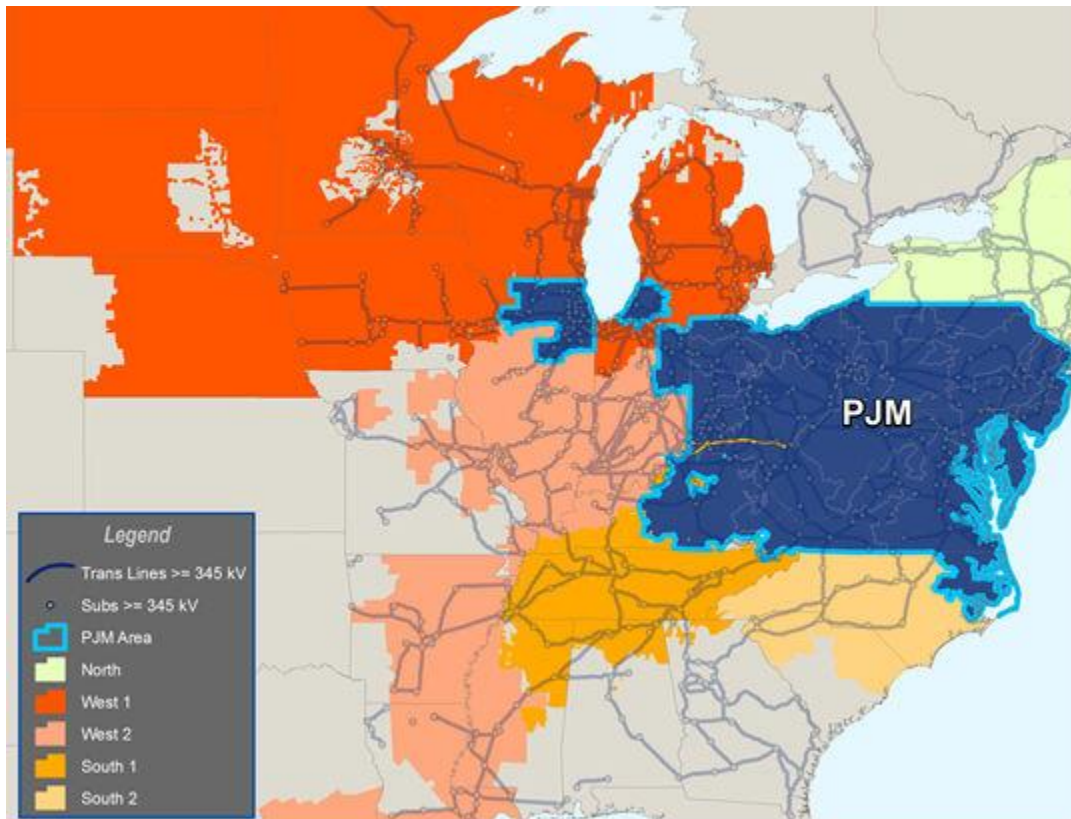 PJM
Legend
Trans Lines >= 345 kV
Subs >= 345 kV
PJM Area
North
West 1
West 2
South 1
South 2